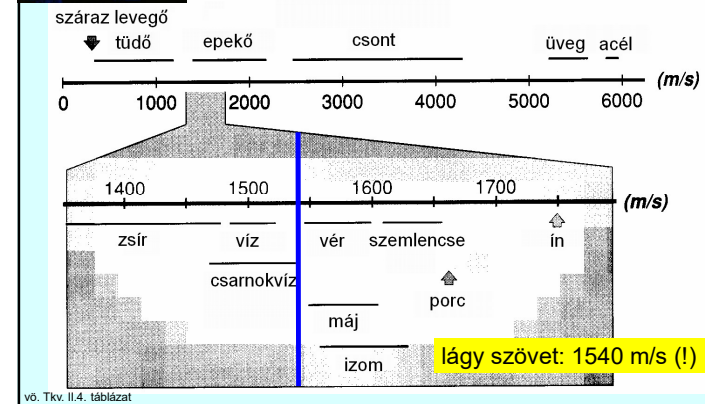 száraz levegő
tüdő epekő csont üveg acél
(m/s)
0 1000 2000 3000 4000 5000 6000
1400 1500 1600 1700
(m/s)
zsír víz vér szemlencse ín
csarnokvíz
porc
máj
izom
lágy szövet: 1540 m/s (!)
vö. Tkv. II.4. táblázat